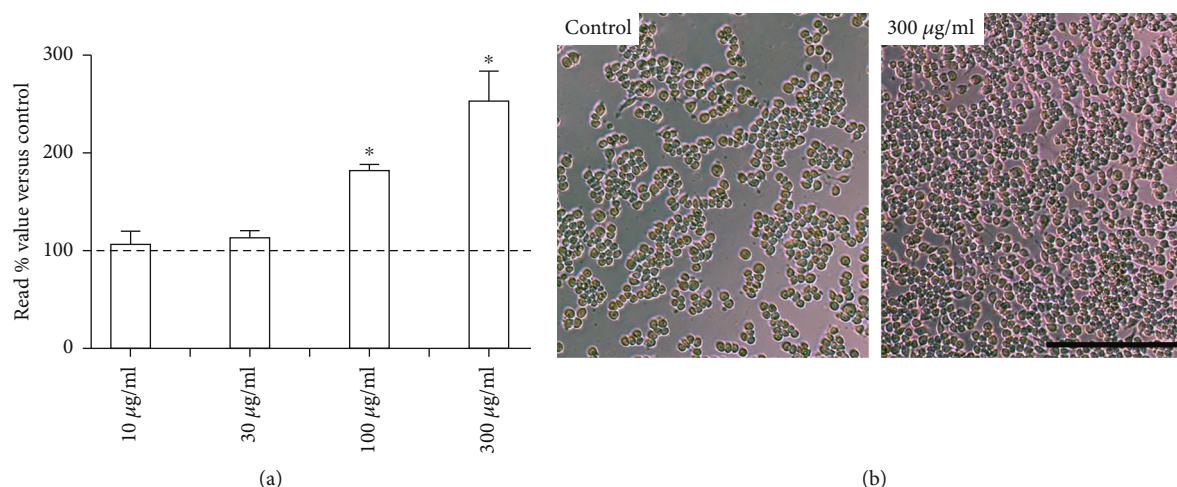 Read % value versus control
300
200
100
0
*
*
10 µg/ml
30 µg/ml
100 µg/ml
300 µg/ml
(a)
Control
300 µg/ml
(b)